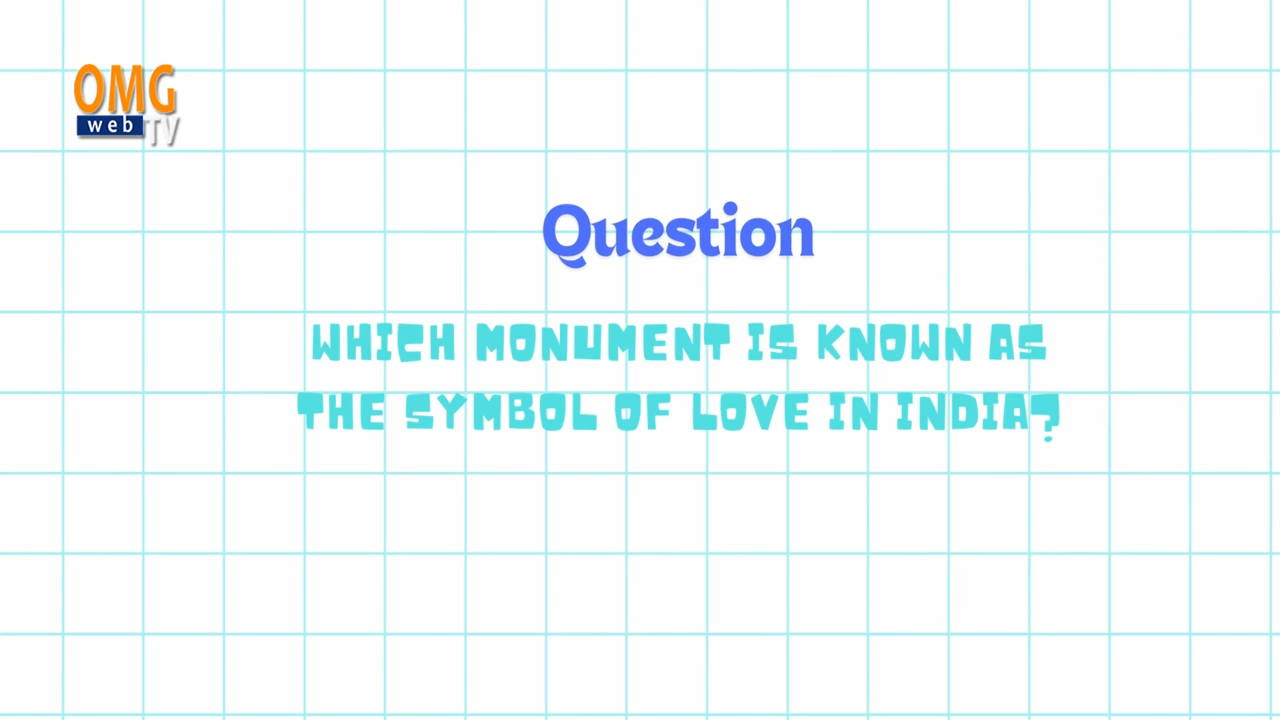 OMG
web TV
Question
WHICH MONUMENT IS KNOWN AS
THE SYMBOL OF LOVE IN INDIA?